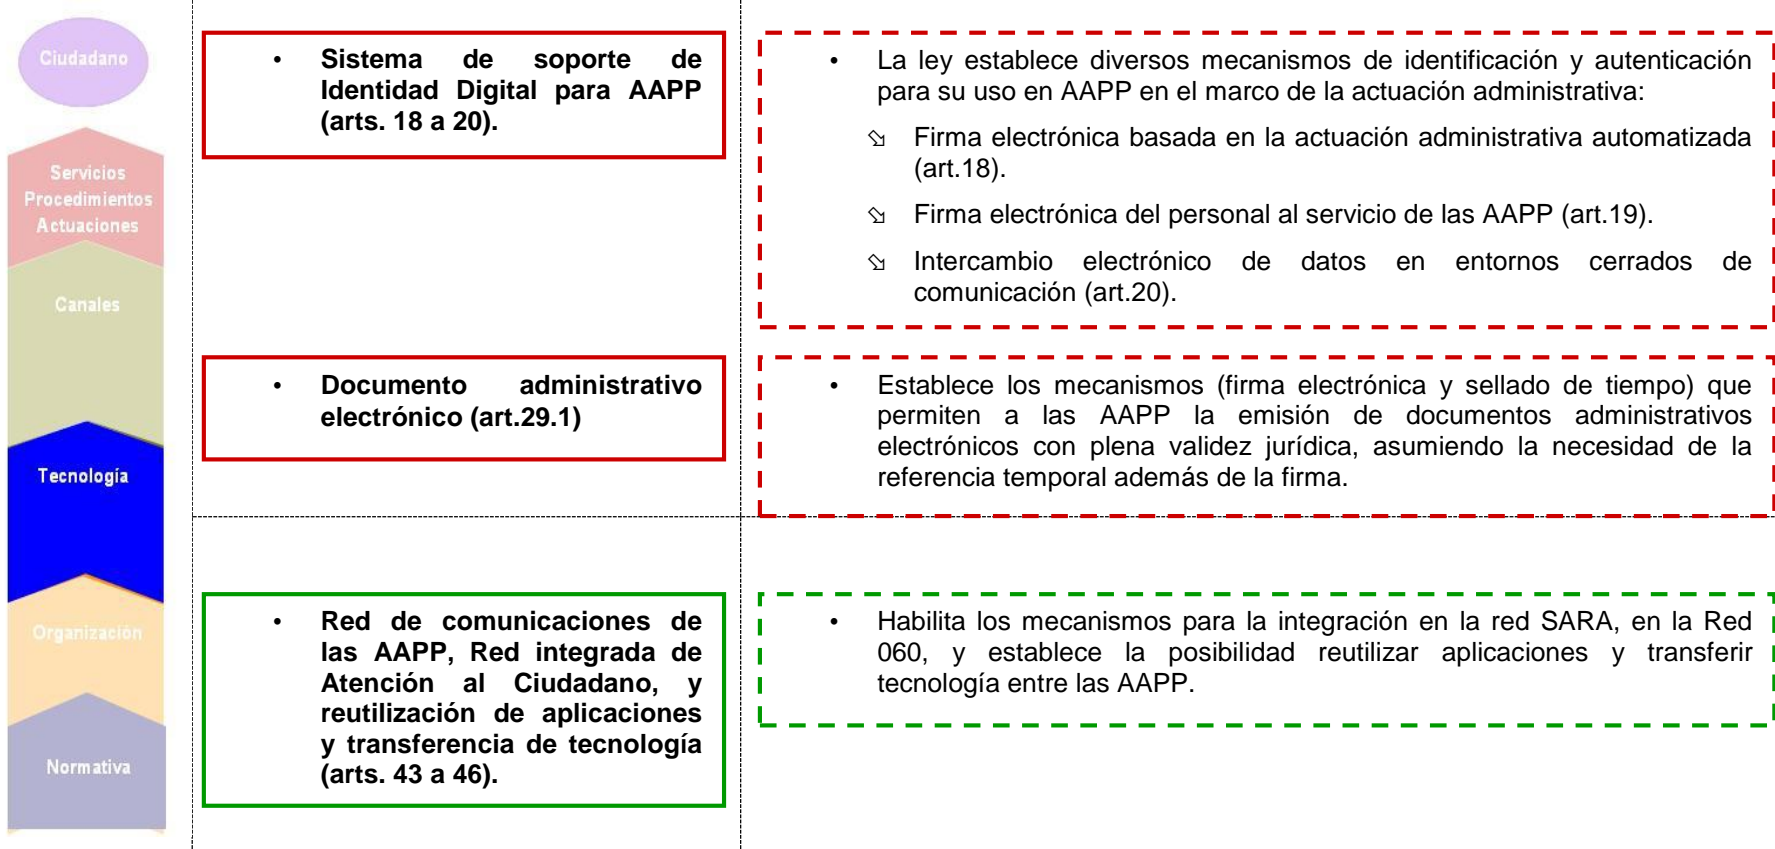 Ciudadano
Servicios
Procedimientos
Actuaciones
Canales
Tecnología
Organización
Normativa
• Sistema de soporte de
Identidad Digital para AAPP
(arts. 18 a 20).
• La ley establece diversos mecanismos de identificación y autenticación
para su uso en AAPP en el marco de la actuación administrativa:
Firma electrónica basada en la actuación administrativa automatizada
(art.18).
Firma electrónica del personal al servicio de las AAPP (art.19).
Intercambio electrónico de datos en entornos cerrados de
comunicación (art.20).
• Documento administrativo
electrónico (art.29.1)
• Establece los mecanismos (firma electrónica y sellado de tiempo) que
permiten a las AAPP la emisión de documentos administrativos
electrónicos con plena validez jurídica, asumiendo la necesidad de la
referencia temporal además de la firma.
• Red de comunicaciones de
las AAPP, Red integrada de
Atención al Ciudadano, y
reutilización de aplicaciones
y transferencia de tecnología
(arts. 43 a 46).
• Habilita los mecanismos para la integración en la red SARA, en la Red
060, y establece la posibilidad reutilizar aplicaciones y transferir
tecnología entre las AAPP.